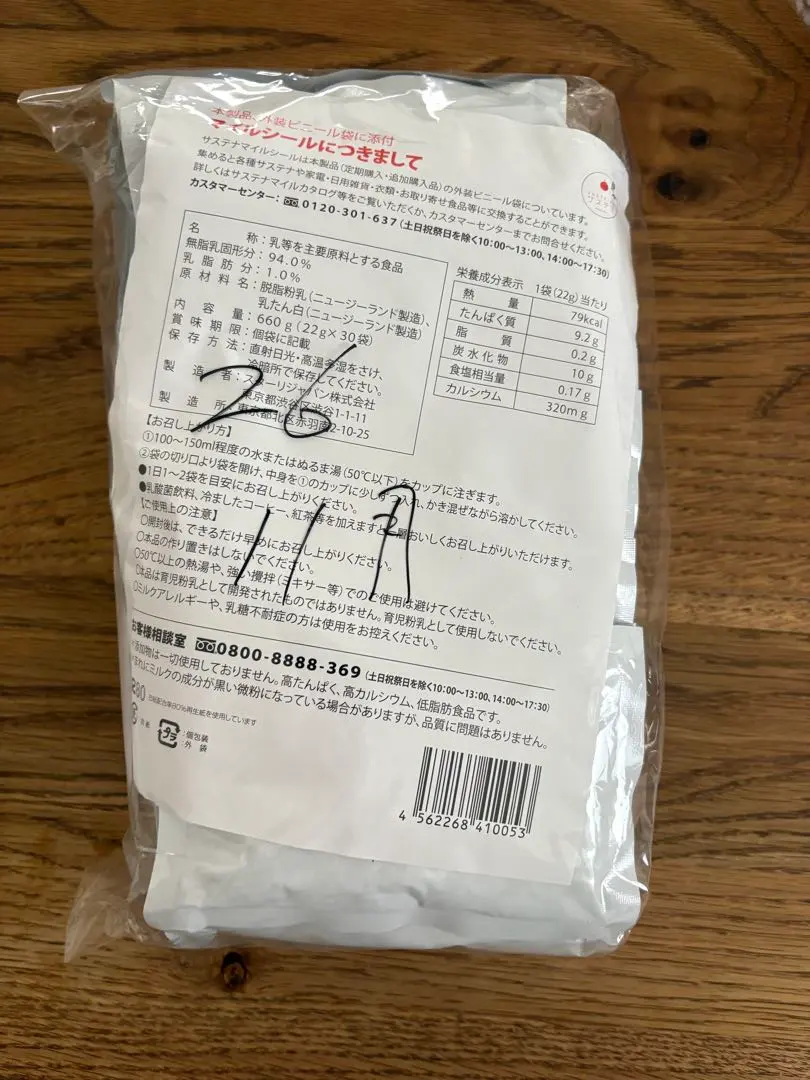 本製品、外装ビニール袋に添付
マイルシールにつきまして
サステナマイルシールは本製品(定期購入・追加購入品)の外装ビニール袋についています。
集めると各種サステナや家電・日用雑貨・衣類・お取り寄せ食品等に交換することができます。
詳しくはサステナマイルカタログ等をご覧いただくか、カスタマーセンターまでお問合せください。
カスタマーセンター: 0120-301-637(土日祝祭日を除く10:00〜13:00、14:00〜17:30)
名称:乳等を主要原料とする食品
無脂乳固形分:94.0%
乳脂肪分:1.0%
原材料名:脱脂粉乳(ニュージーランド製造)、
乳たん白(ニュージーランド製造)
内容量:660g(22g×30袋)
賞味期限:個袋に記載
保存方法:直射日光・高温多湿をさけ、
冷暗所で保存してください。
製造者:スターリジャパン株式会社
東京都渋谷区渋谷1-1-11
製造所:東京都北区赤羽南2-10-25
栄養成分表示 1袋(22g)当たり
熱量 79kcal
たんぱく質 9.2g
脂質 0.2g
炭水化物 10g
食塩相当量 0.17g
カルシウム 320mg
26
11月
【お召し上がり方】
①100〜150ml程度の水またはぬるま湯(50℃以下)をカップに注ぎます。
②袋の切り口より袋を開け、中身を①のカップに少しずつ入れ、かき混ぜながら溶かしてください。
●1日1〜2袋を目安にお召し上がりください。
●乳酸菌飲料、冷ましたコーヒー、紅茶等を加えますと一層おいしくお召し上がりいただけます。
【ご使用上の注意】
○開封後は、できるだけ早めにお召し上がりください。
○本品の作り置きはしないでください。
○50℃以上の熱湯や、強い攪拌(ミキサー等)でのご使用は避けてください。
○本品は育児粉乳として開発されたものではありません。育児粉乳として使用しないでください。
○ミルクアレルギーや、乳糖不耐症の方は使用をお控えください。
お客様相談室 0800-8888-369(土日祝祭日を除く10:00〜13:00、14:00〜17:30)
添加物は一切使用しておりません。高たんぱく、高カルシウム、低脂肪食品です。
まれにミルクの成分が黒い微粉になっている場合がありますが、品質に問題はありません。
R80 古紙配合率80%再生紙を使用しています
プラ
:個包装
:外袋
4 562268 410053